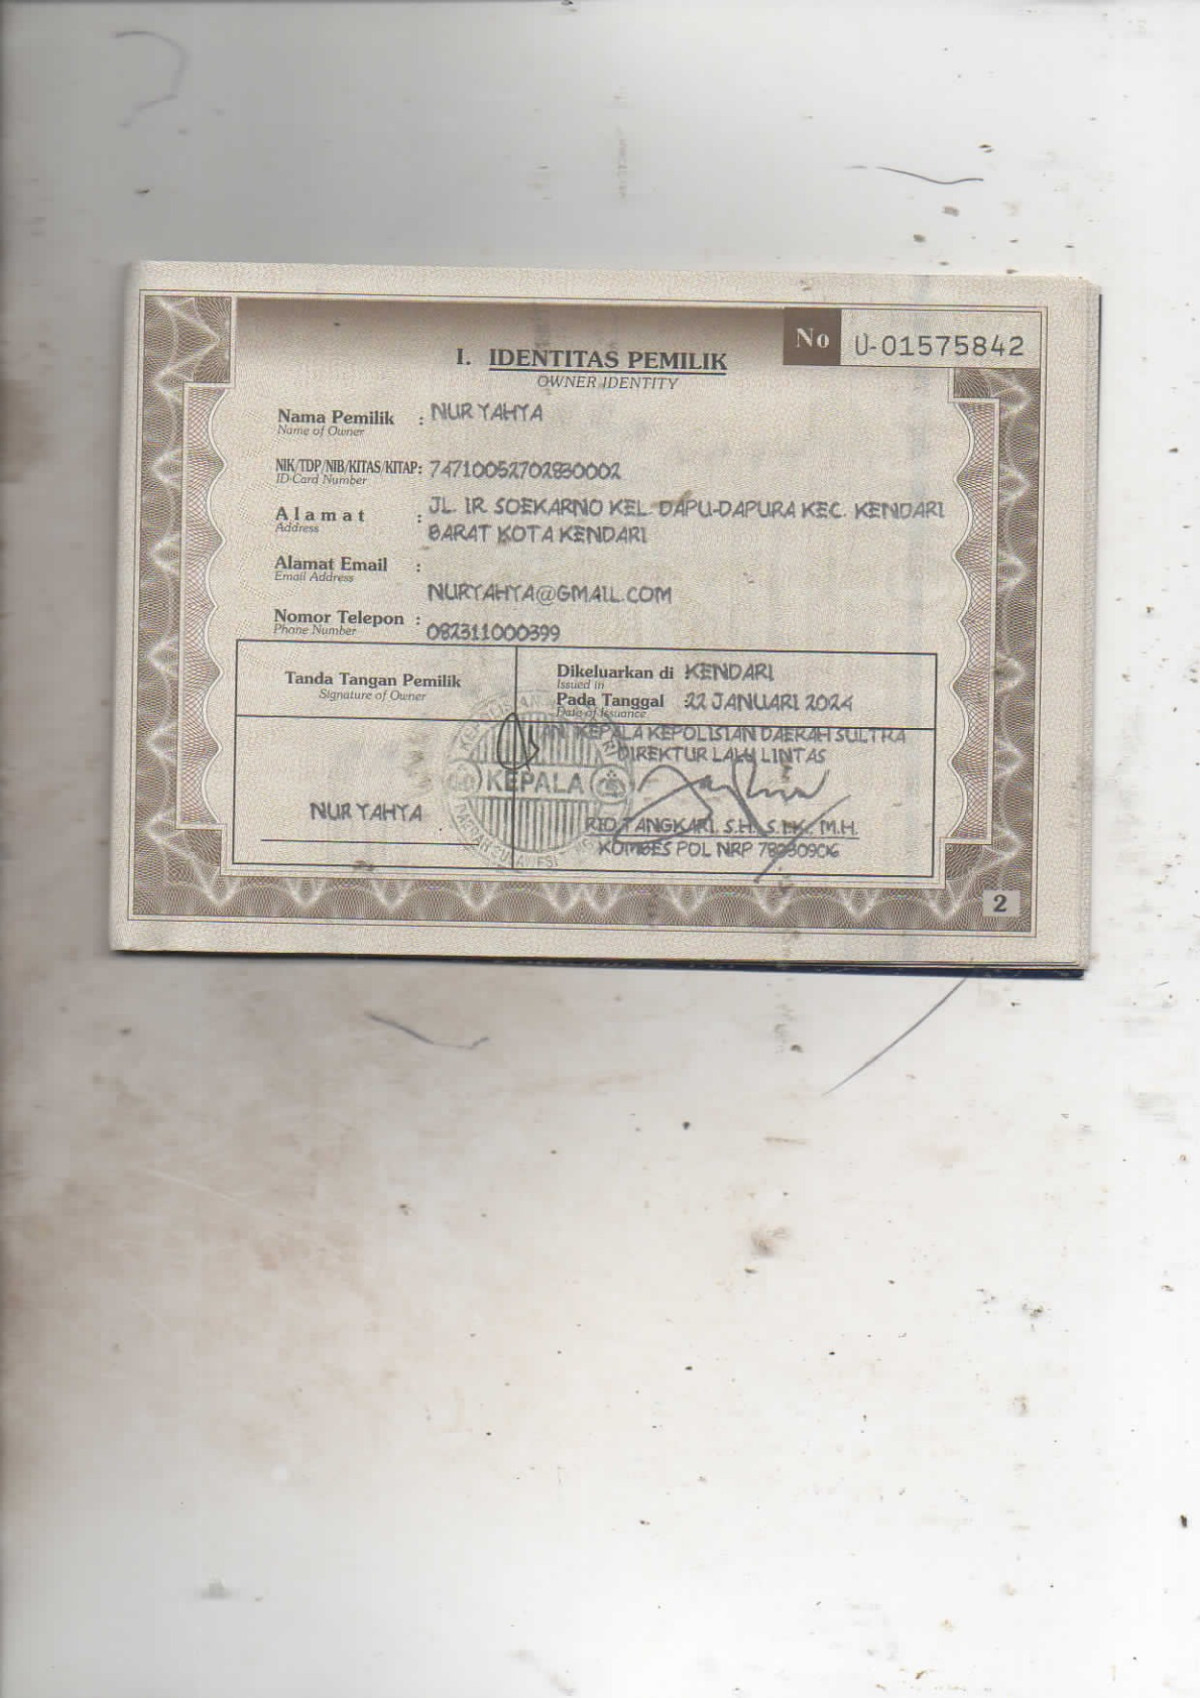 No U-01575842
I. IDENTITAS PEMILIK
OWNER IDENTITY
Nama Pemilik : NUR YAHYA
Name of Owner
NIK/TDP/NIB/KITAS/KITAP: 74710052702830002
ID-Card Number
Alamat : JL. IR. SOEKARNO KEL. DAPU-DAPURA KEC. KENDARI
Address
BARAT KOTA KENDARI
Alamat Email :
Email Address
NURYAHYA@GMAIL.COM
Nomor Telepon : 082311000399
Phone Number
Tanda Tangan Pemilik
Signature of Owner
Dikeluarkan di : KENDARI
Issued in
Pada Tanggal : 22 JANUARI 2024
Date of Issuance
AN. KEPALA KEPOLISIAN DAERAH SULTRA
DIREKTUR LALU LINTAS
KEPALA
NUR YAHYA
RIO TANGKARI, S.H., S.I.K., M.H.
KOMBES POL NRP
2